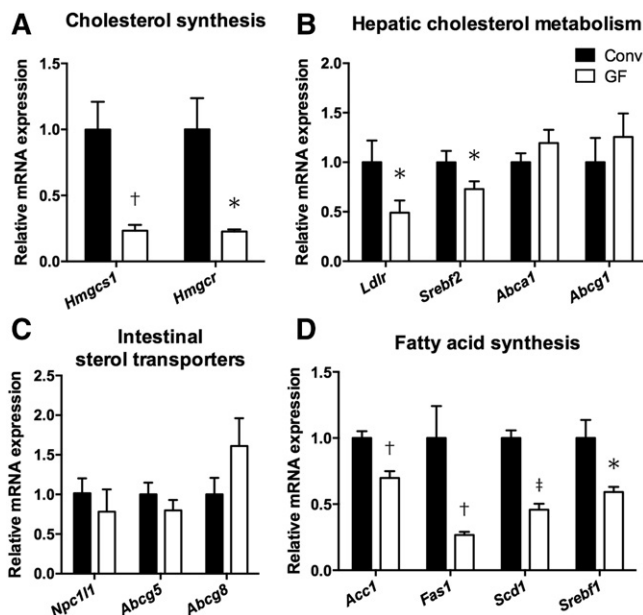 A Cholesterol synthesis
Relative mRNA expression
1.5
1.0
0.5
0.0
†
*
Hmgcs1
Hmgcr
B Hepatic cholesterol metabolism
Conv
GF
Relative mRNA expression
2.0
1.5
1.0
0.5
0.0
*
*
Ldlr
Srebf2
Abca1
Abcg1
C Intestinal
sterol transporters
Relative mRNA expression
2.5
2.0
1.5
1.0
0.5
0.0
Npc1l1
Abcg5
Abcg8
D Fatty acid synthesis
Relative mRNA expression
1.5
1.0
0.5
0.0
†
†
‡
*
Acc1
Fas1
Scd1
Srebf1